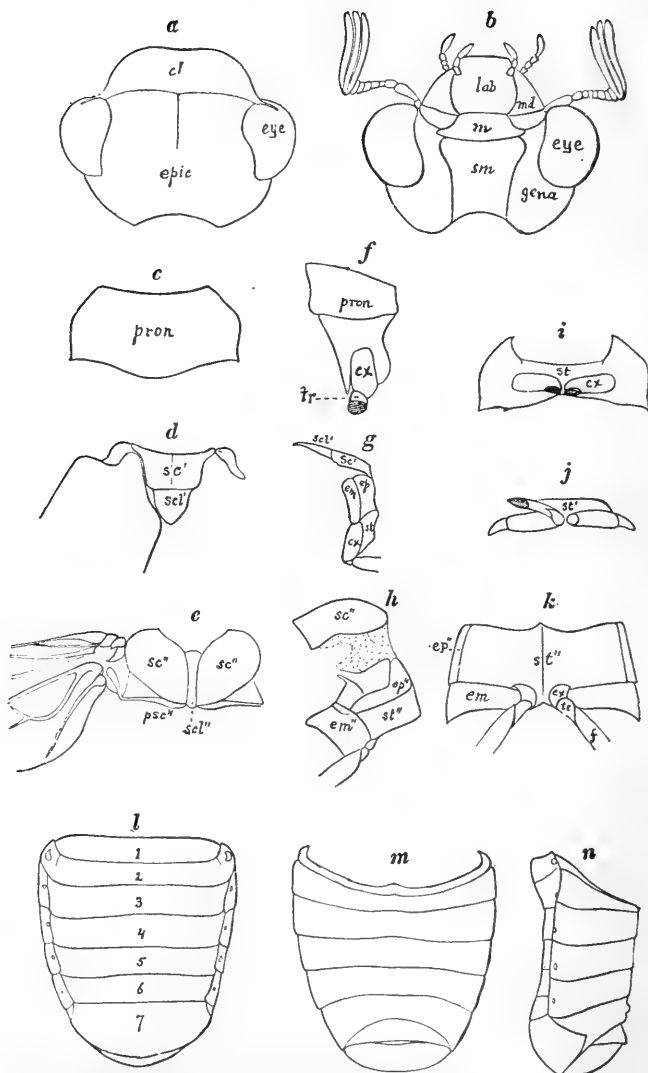 a
cl
eye
epic
b
lab
md
m
eye
sm
gena
c
pron
f
pron
cx
tr
i
st
cx
d
sc'
scl'
g
scl'
sc'
em
ep
st
cx
j
st'
e
sc"
sc"
psc"
scl"
h
sc"
ep"
st"
em"
k
ep"
st"
em
cx
tr
f
l
1
2
3
4
5
6
7
m
n